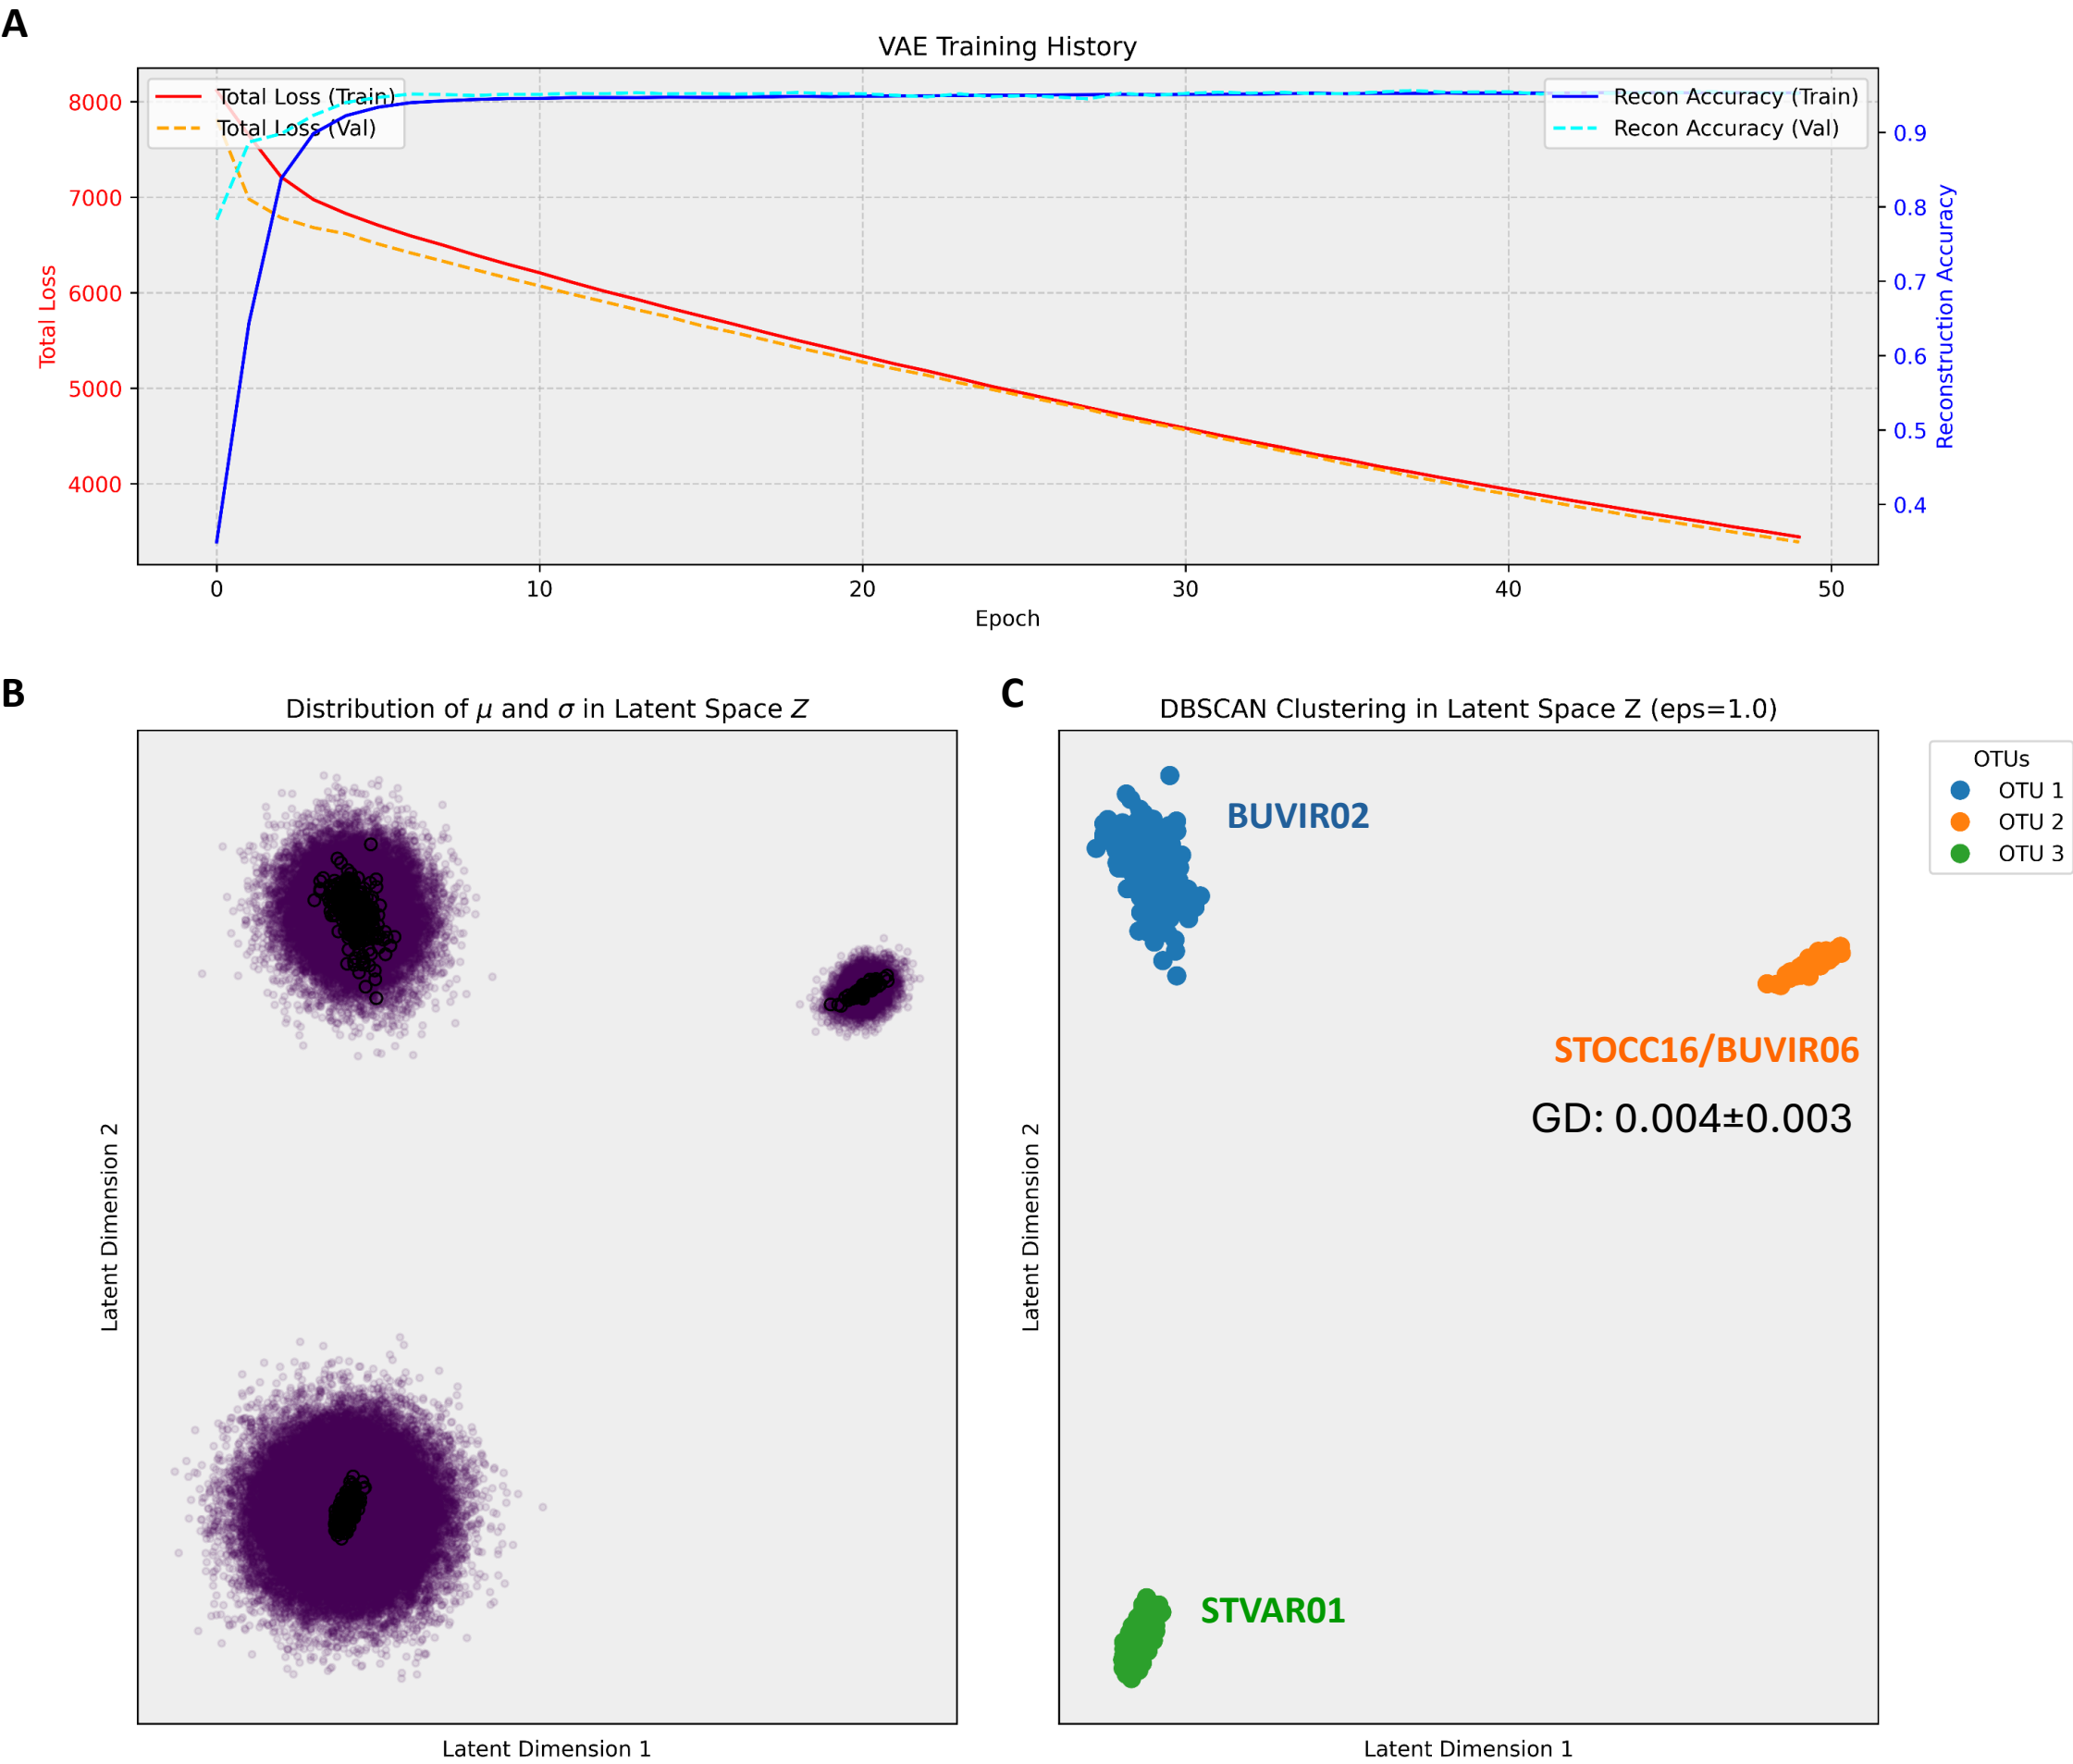 A
VAE Training History
Total Loss (Train)
Total Loss (Val)
Recon Accuracy (Train)
Recon Accuracy (Val)
8000
7000
6000
5000
4000
Total Loss
0.9
0.8
0.7
0.6
0.5
0.4
Reconstruction Accuracy
0 10 20 30 40 50
Epoch
B
Distribution of μ and σ in Latent Space Z
Latent Dimension 2
Latent Dimension 1
C
DBSCAN Clustering in Latent Space Z (eps=1.0)
BUVIR02
STOCC16/BUVIR06
GD: 0.004±0.003
STVAR01
Latent Dimension 2
Latent Dimension 1
OTUs
OTU 1
OTU 2
OTU 3